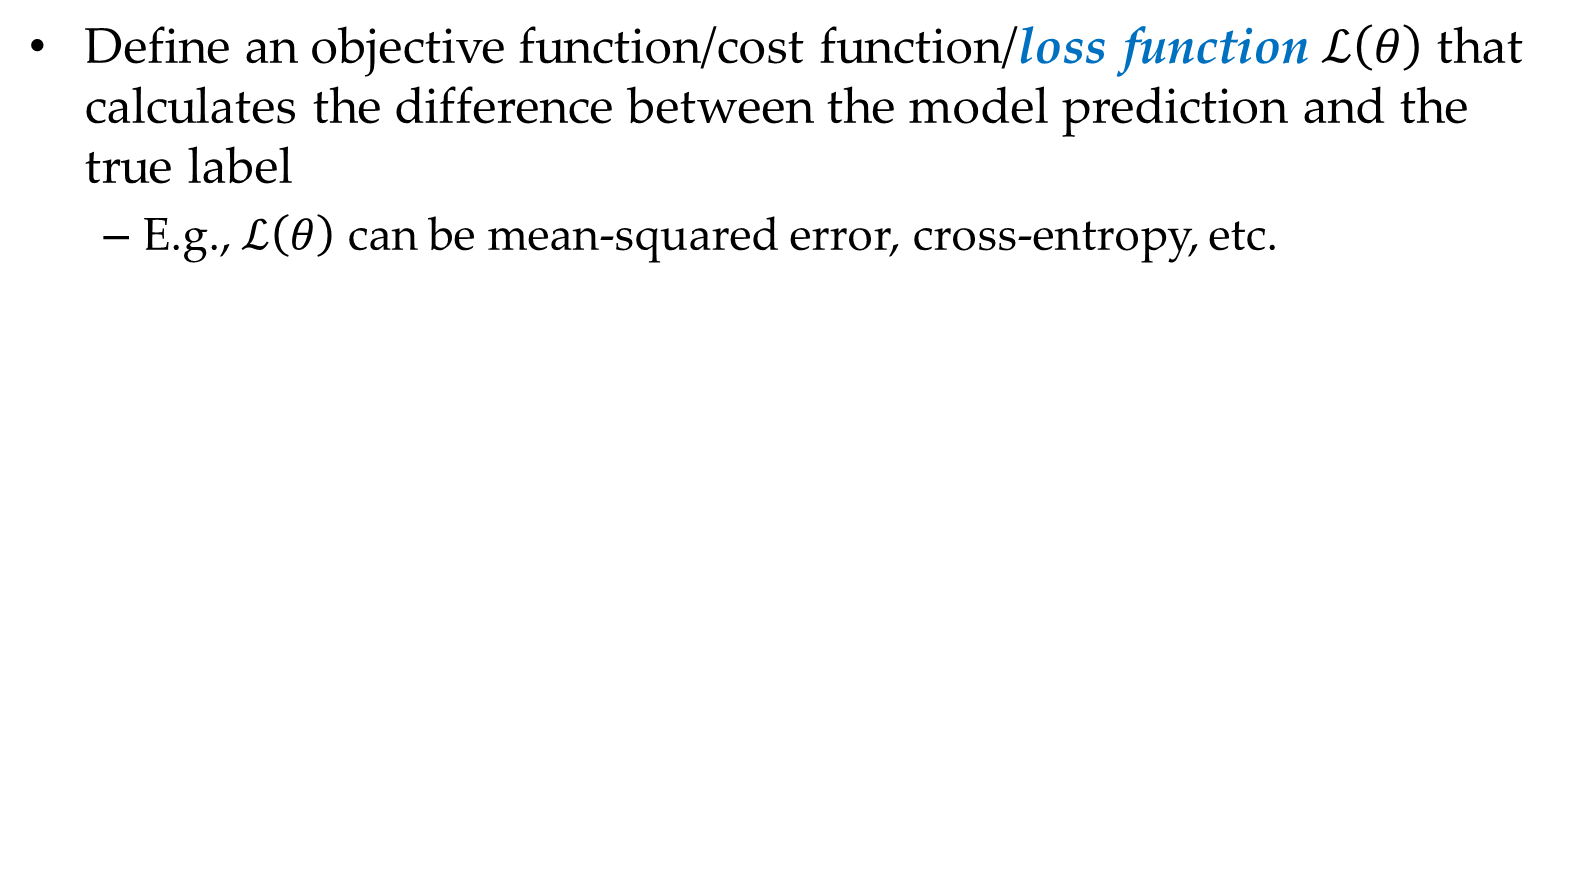 • Define an objective function/cost function/loss function ℒ(θ) that
calculates the difference between the model prediction and the
true label
– E.g., ℒ(θ) can be mean-squared error, cross-entropy, etc.